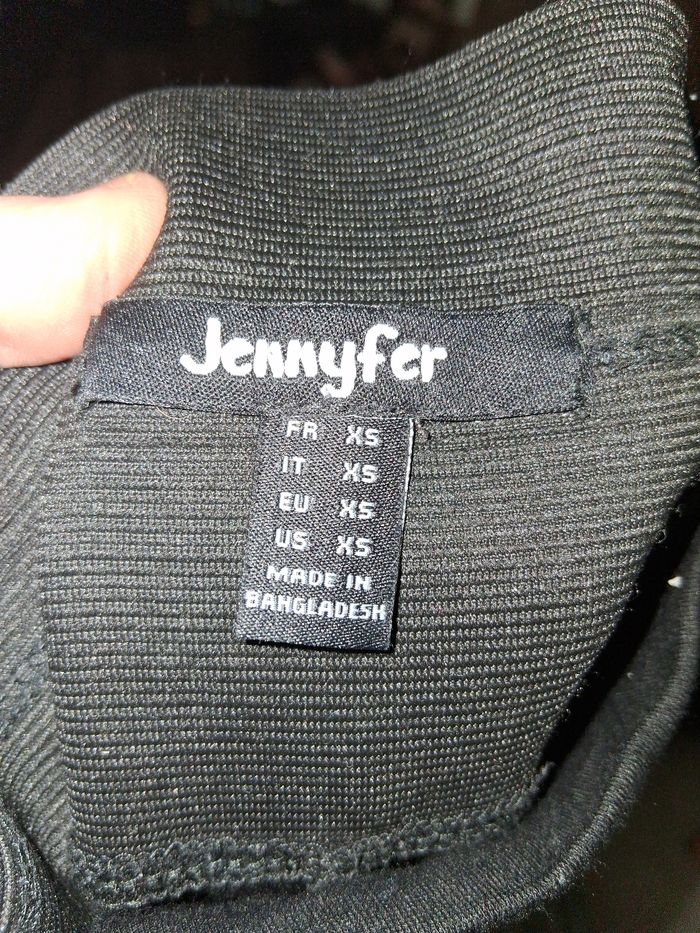 Jennyfer
FR XS
IT XS
EU XS
US XS
MADE IN
BANGLADESH